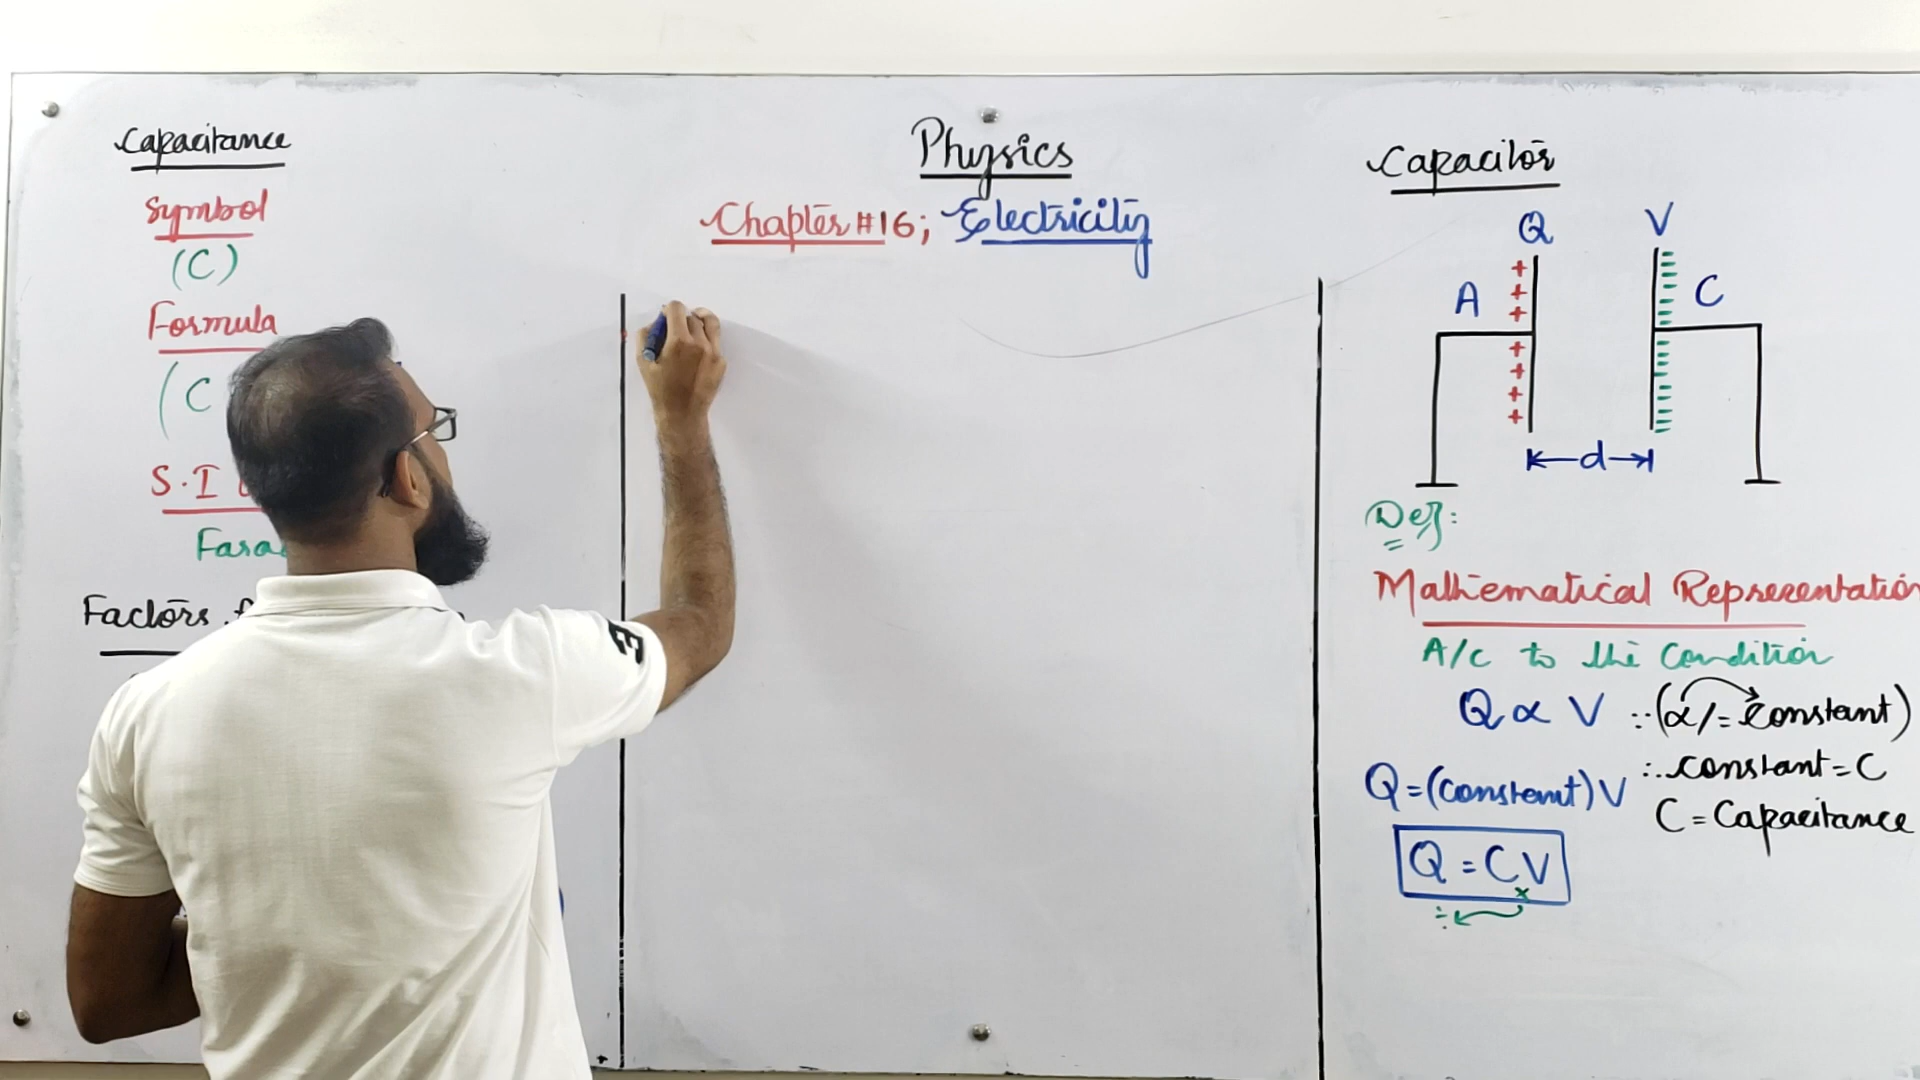 Capacitance
Symbol
(C)
Formula
(C
S.I
Factors
3
Physics
Chapter #16; Electricity
Capacitor
Q V
A C
+
+
+
+
+
+
+
d
Def:
Mathematical Representation
A/c to the Condition
Q ∝ V ∵(∝/= Constant)
Q=(constant)V ∴constant=C
C=Capacitance
Q = CV
x
÷